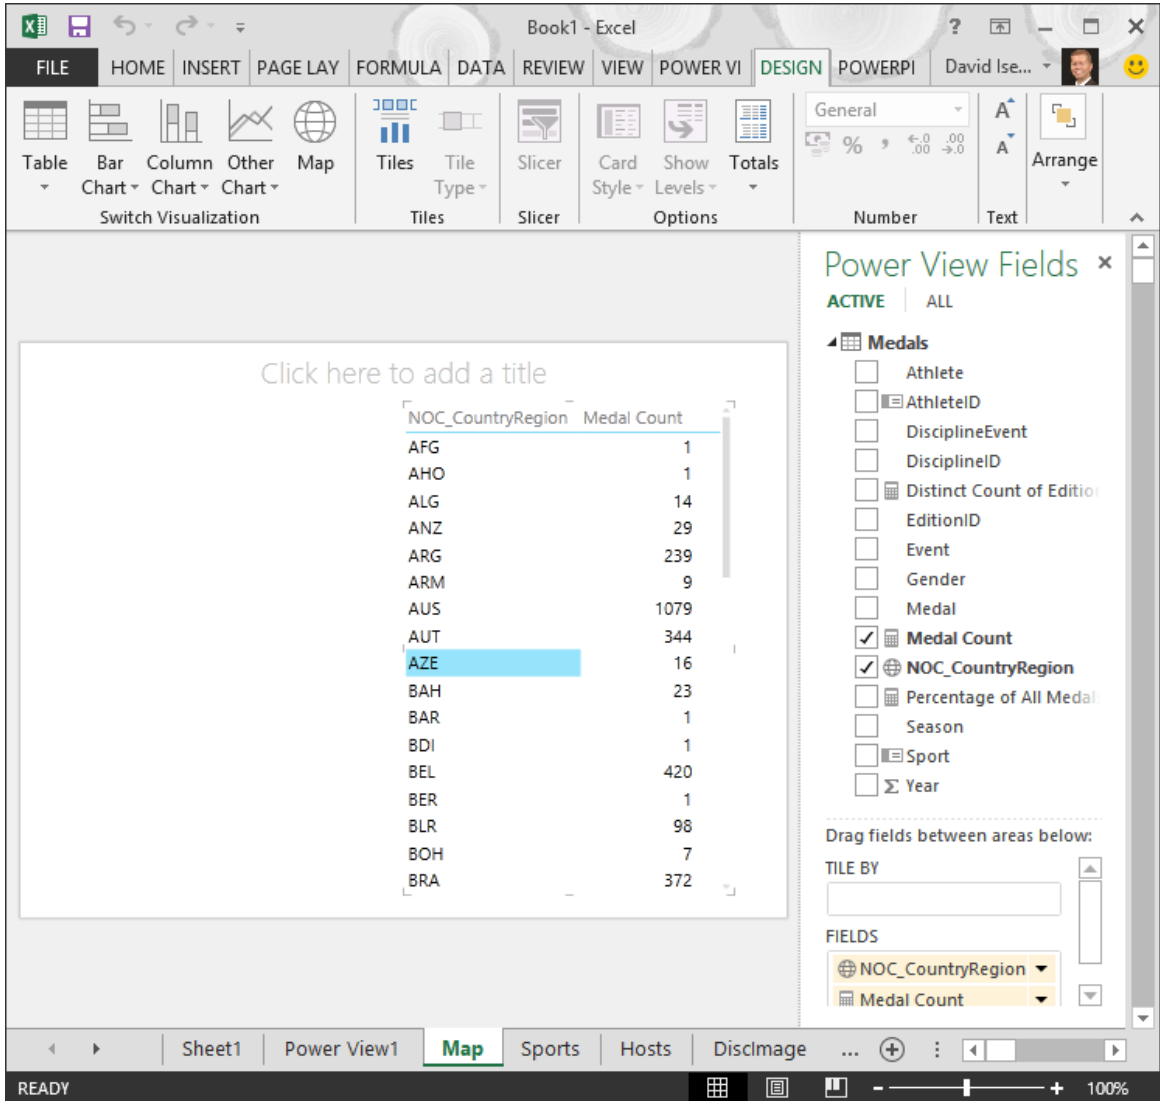 Book1 - Excel
FILE HOME INSERT PAGE LAY FORMULA DATA REVIEW VIEW POWER VI DESIGN POWERPI David Ise...
Table Bar Chart Column Chart Other Chart Map Tiles Tile Type Slicer Card Style Show Levels Totals General Arrange
Switch Visualization Tiles Slicer Options Number Text
Power View Fields
ACTIVE ALL
Medals
Athlete
AthleteID
DisciplineEvent
DisciplineID
Distinct Count of Editio
EditionID
Event
Gender
Medal
Medal Count
NOC_CountryRegion
Percentage of All Medal
Season
Sport
Σ Year
Drag fields between areas below:
TILE BY
FIELDS
NOC_CountryRegion
Medal Count
Click here to add a title
NOC_CountryRegion Medal Count
AFG 1
AHO 1
ALG 14
ANZ 29
ARG 239
ARM 9
AUS 1079
AUT 344
AZE 16
BAH 23
BAR 1
BDI 1
BEL 420
BER 1
BLR 98
BOH 7
BRA 372
Sheet1 Power View1 Map Sports Hosts DiscImage ...
READY 100%